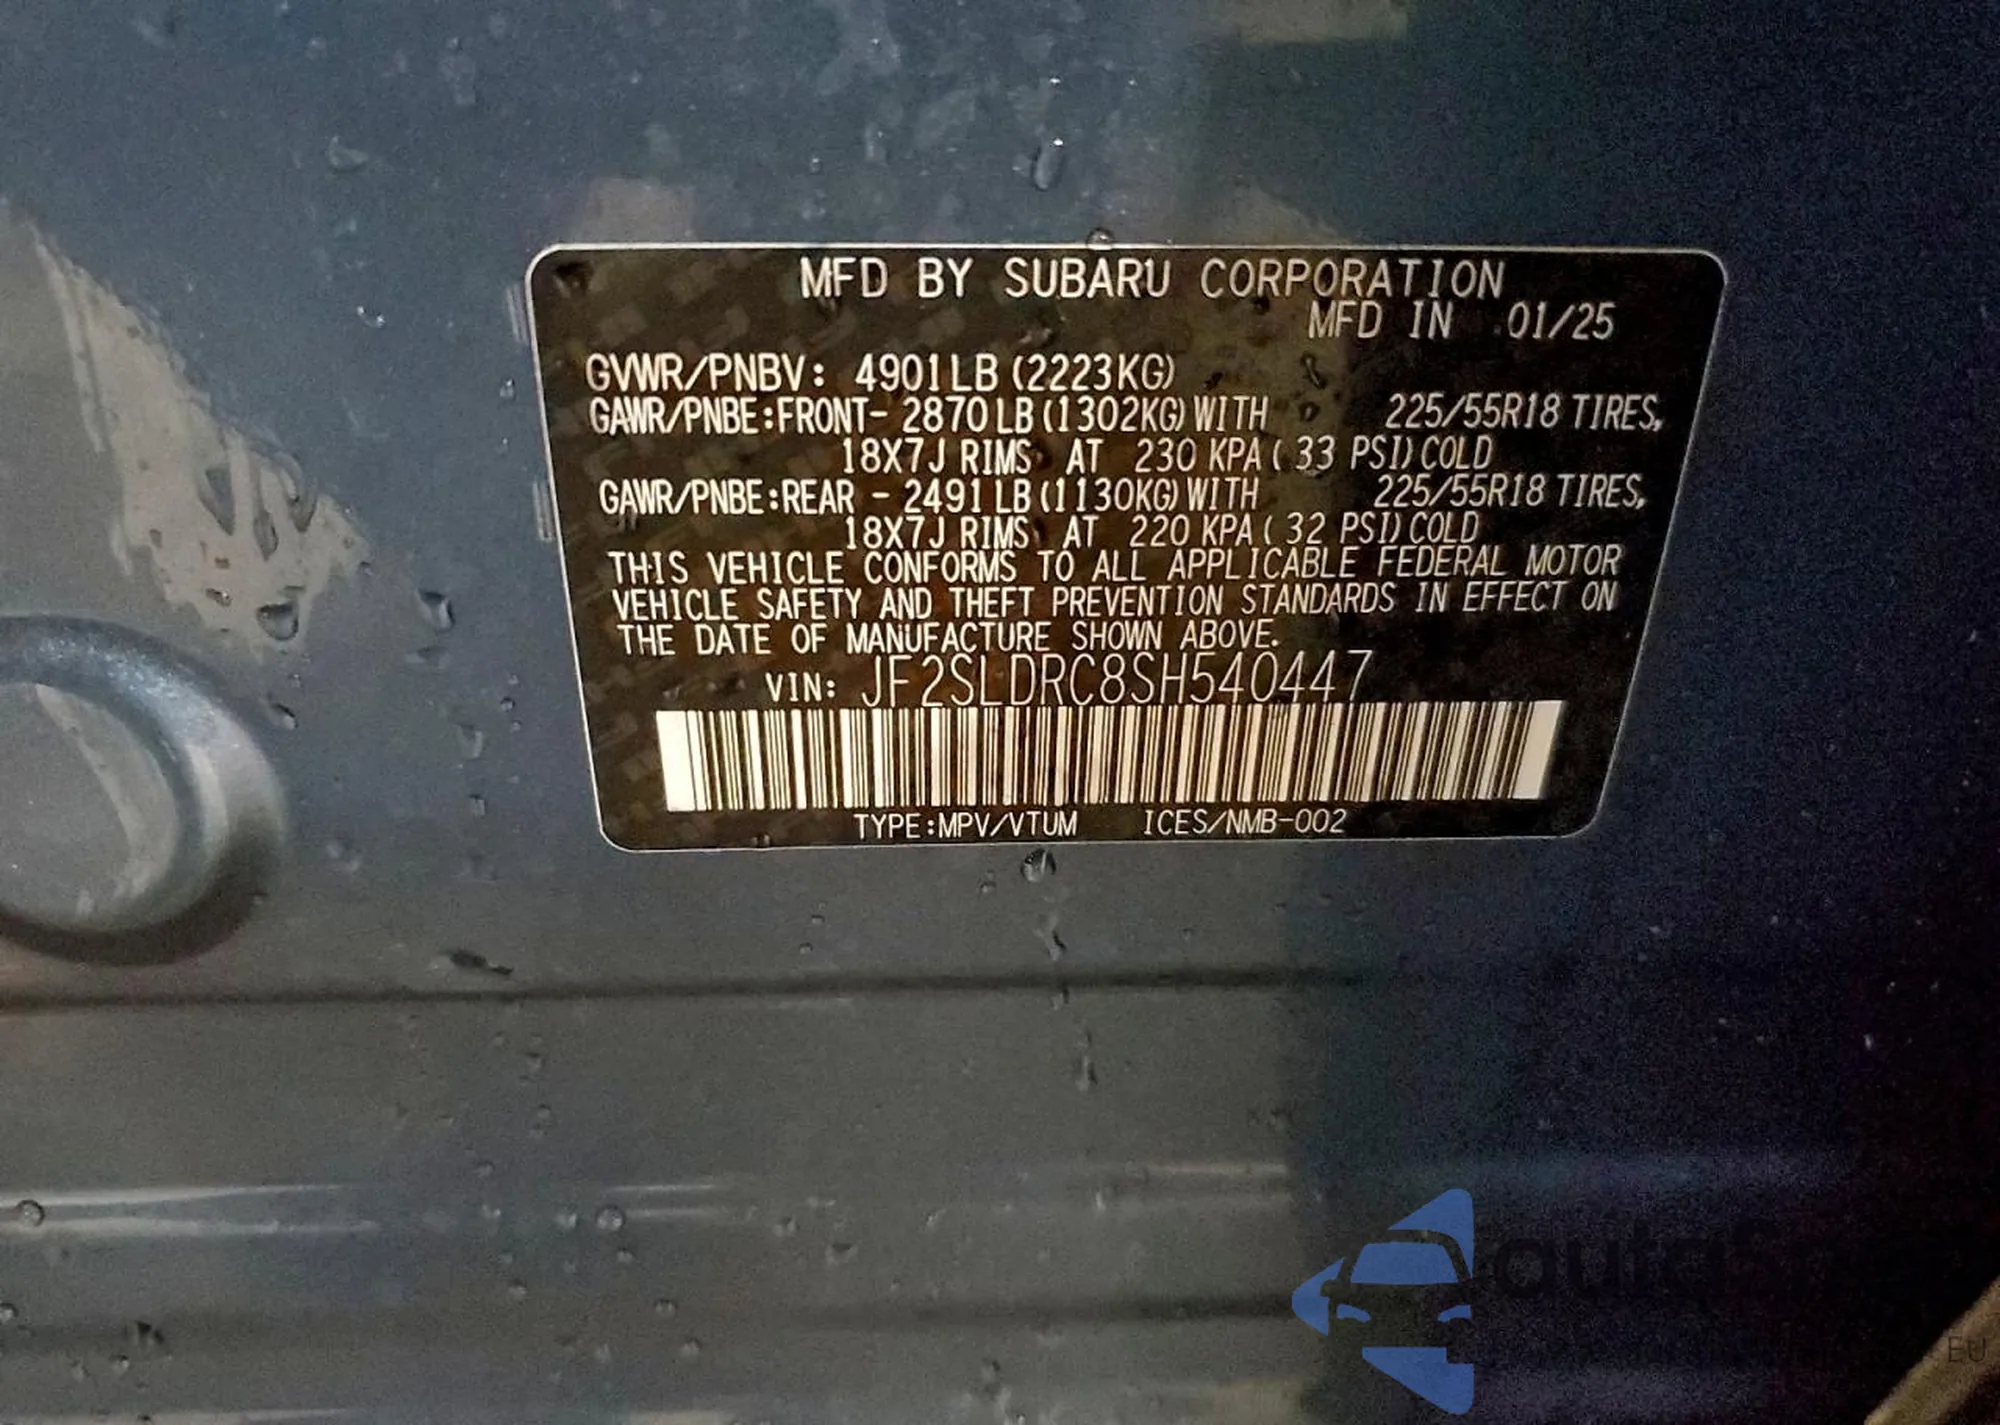 MFD BY SUBARU CORPORATION
MFD IN 01/25
GVWR/PNBV: 4901LB (2223KG)
GAWR/PNBE:FRONT- 2870 LB (1302KG) WITH 225/55R18 TIRES,
18X7J RIMS AT 230 KPA ( 33 PSI) COLD
GAWR/PNBE:REAR - 2491 LB (1130KG) WITH 225/55R18 TIRES,
18X7J RIMS AT 220 KPA ( 32 PSI) COLD
THIS VEHICLE CONFORMS TO ALL APPLICABLE FEDERAL MOTOR
VEHICLE SAFETY AND THEFT PREVENTION STANDARDS IN EFFECT ON
THE DATE OF MANUFACTURE SHOWN ABOVE.
VIN: JF2SLDRC8SH540447
TYPE:MPV/VTUM ICES/NMB-002
EU